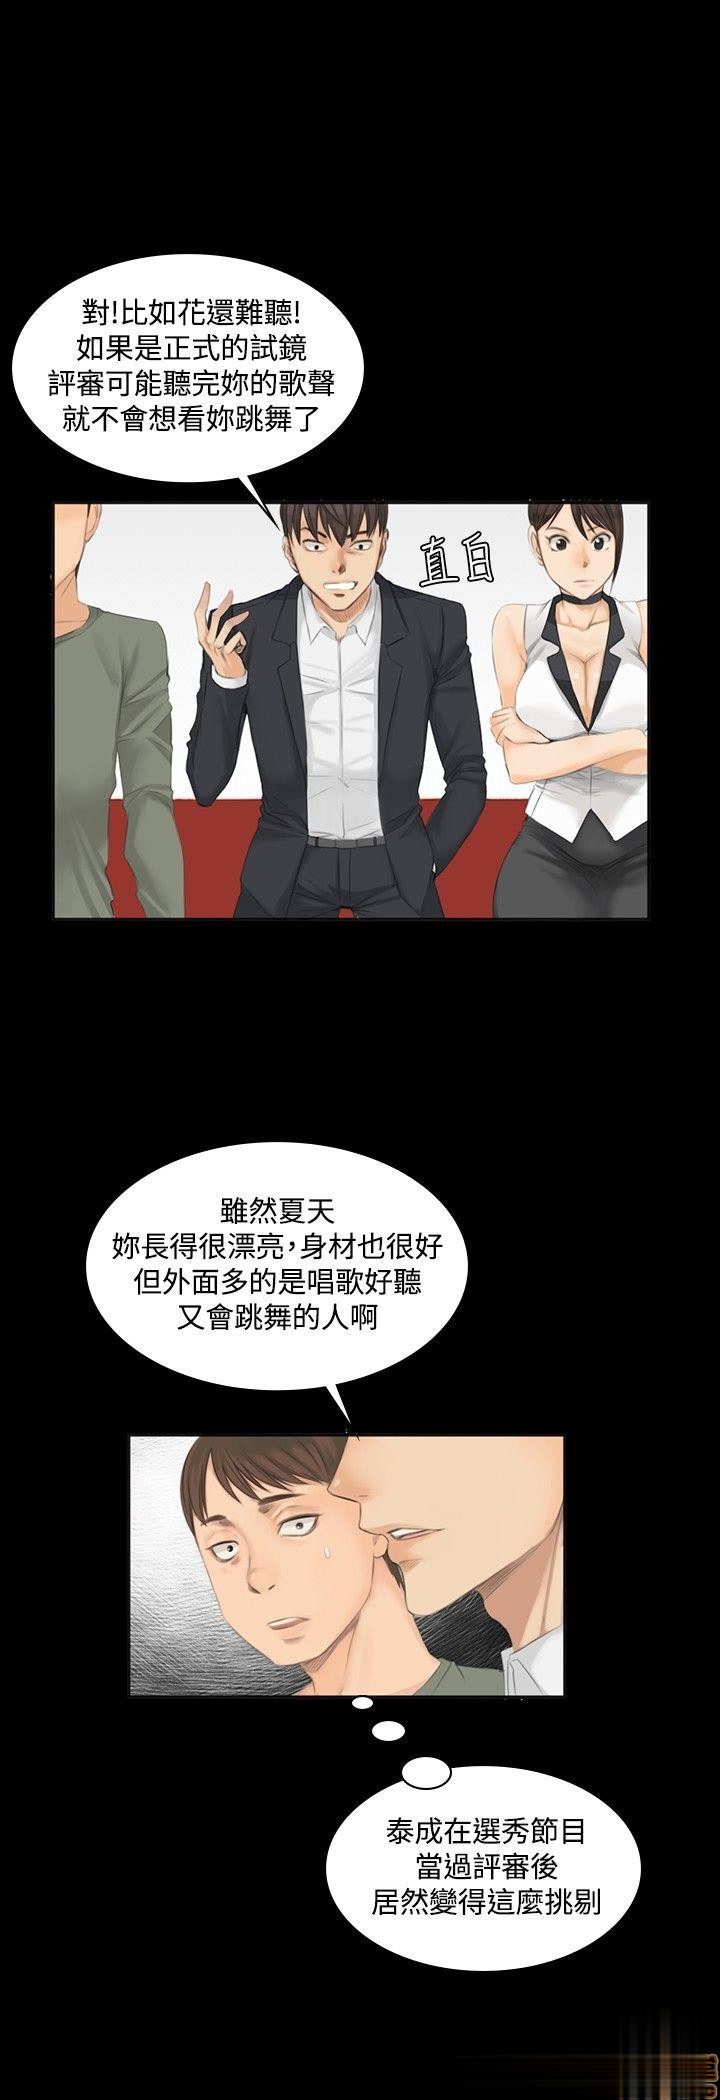 對!比如花還難聽!
如果是正式的試鏡
評審可能聽完妳的歌聲
就不會想看妳跳舞了
直白
雖然夏天
妳長得很漂亮,身材也很好
但外面多的是唱歌好聽
又會跳舞的人啊
泰成在選秀節目
當過評審後
居然變得這麼挑剔